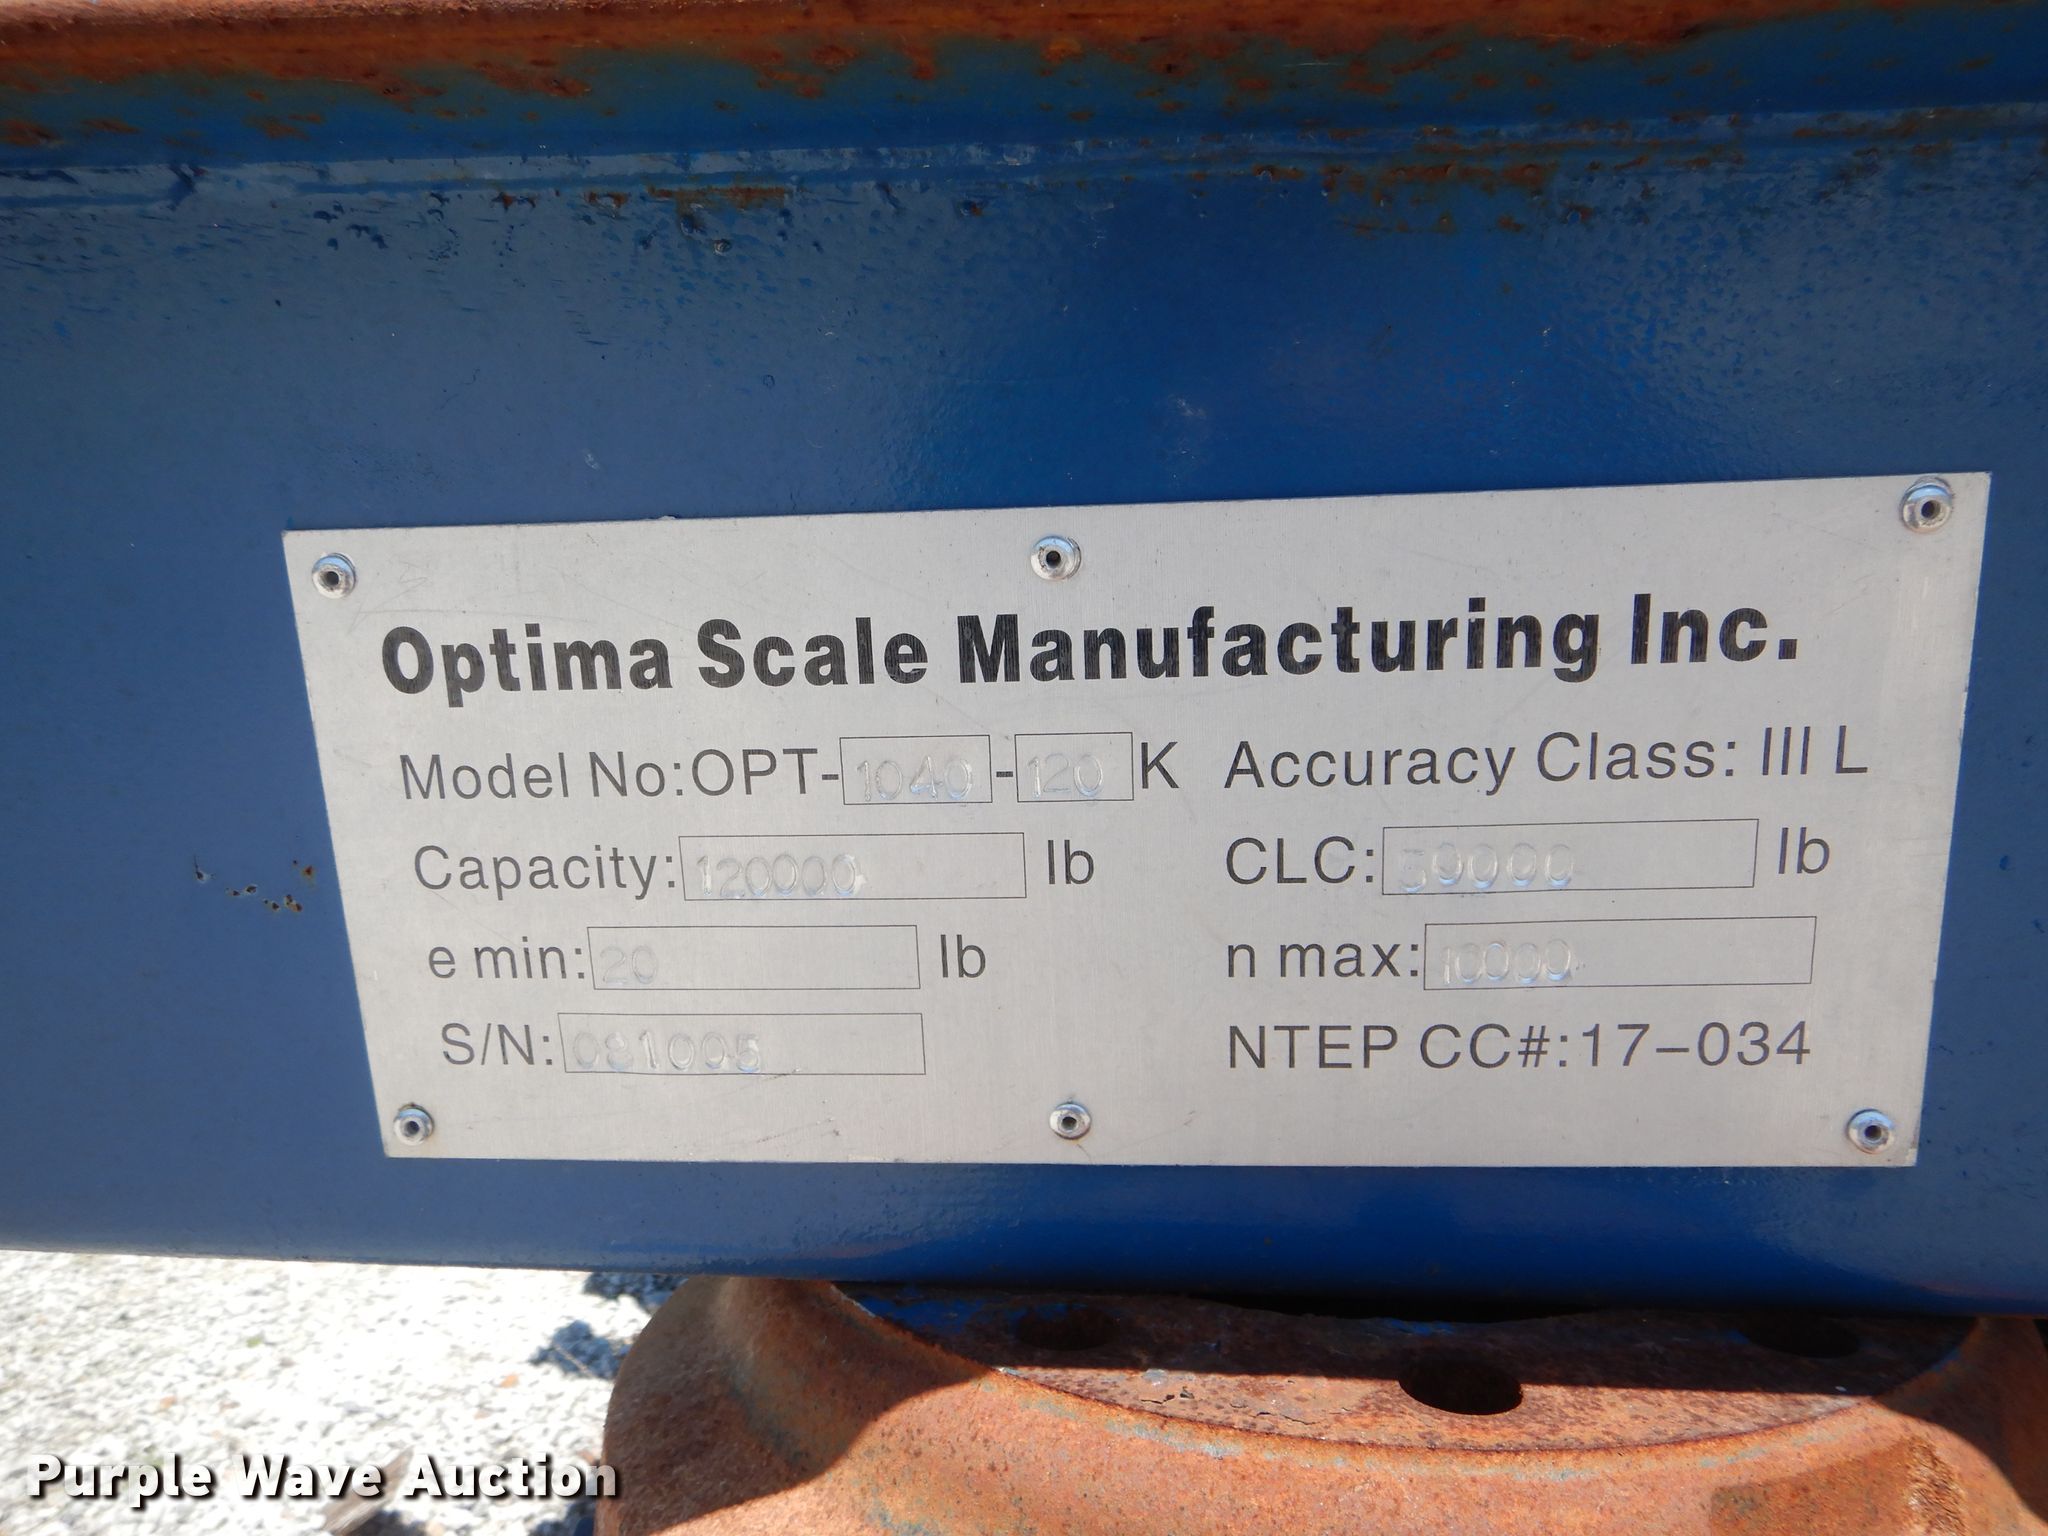 Optima Scale Manufacturing Inc.
Model No:OPT-1040-120K Accuracy Class: III L
Capacity: 120000 lb CLC: 50000 lb
e min: 20 lb n max: 10000
S/N: 081005 NTEP CC#:17-034
Purple Wave Auction